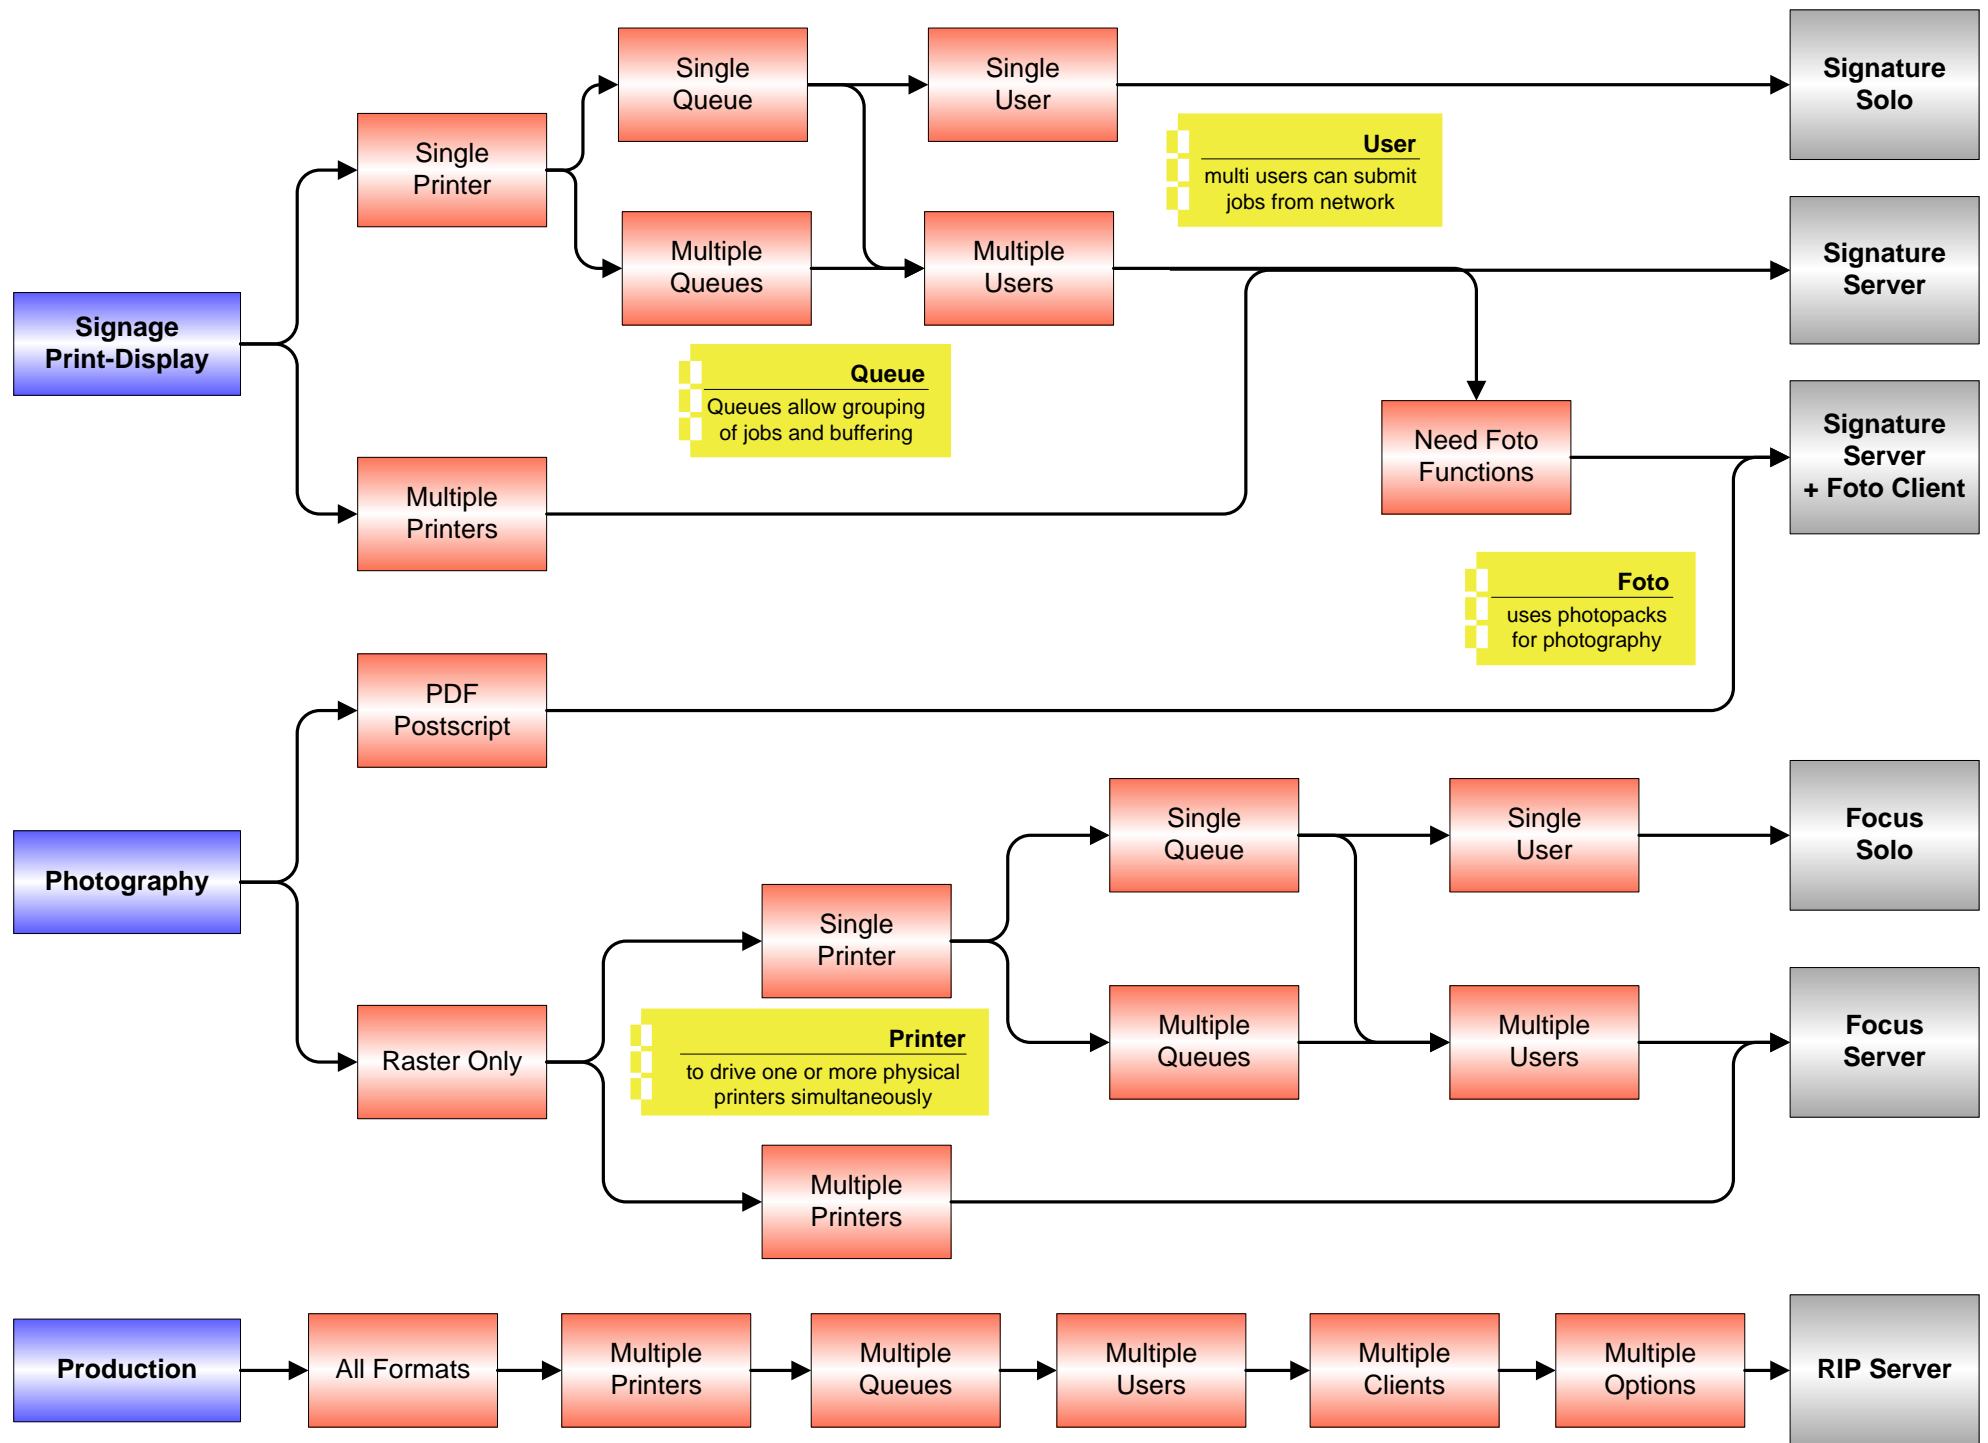 Single
Queue
Single
User
Signature
Solo
Single
Printer
User
multi users can submit
jobs from network
Multiple
Queues
Multiple
Users
Signature
Server
Signage
Print-Display
Queue
Queues allow grouping
of jobs and buffering
Need Foto
Functions
Signature
Server
+ Foto Client
Multiple
Printers
Foto
uses photopacks
for photography
PDF
Postscript
Single
Queue
Single
User
Focus
Solo
Photography
Single
Printer
Raster Only
Printer
to drive one or more physical
printers simultaneously
Multiple
Queues
Multiple
Users
Focus
Server
Multiple
Printers
Production
All Formats
Multiple
Printers
Multiple
Queues
Multiple
Users
Multiple
Clients
Multiple
Options
RIP Server